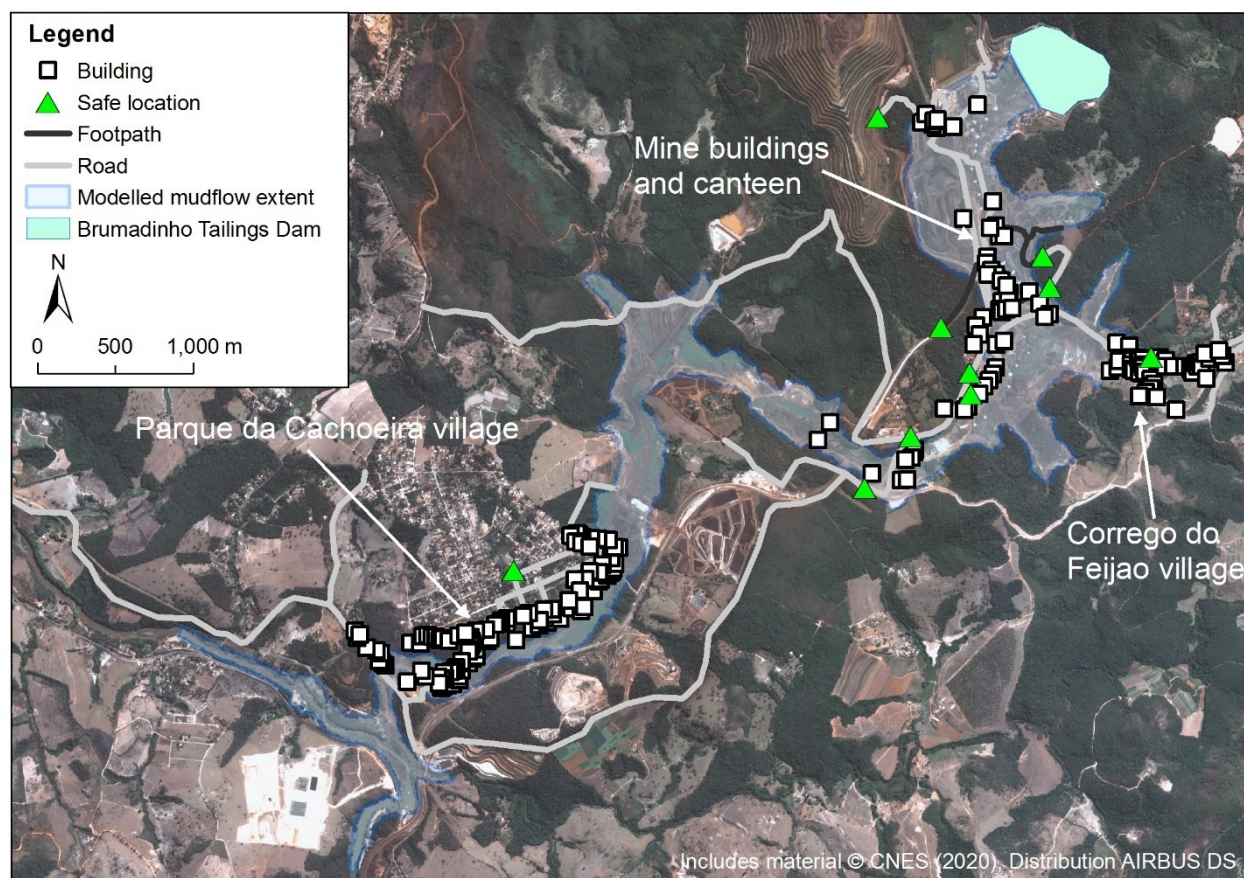 Legend
Building
Safe location
Footpath
Road
Modelled mudflow extent
Brumadinho Tailings Dam
N
0 500 1,000 m
Mine buildings
and canteen
Parque da Cachoeira village
Corrego do
Feijao village
Includes material © CNES (2020), Distribution AIRBUS DS